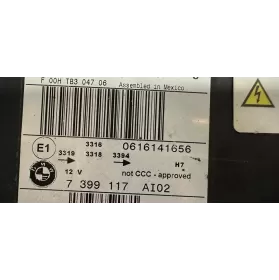 F 00H TB3 047 06
Assembled in Mexico
E1
3318
0616141656
3319
3318
3394
H7
12 V
not CCC - approved
7 399 117 AI02